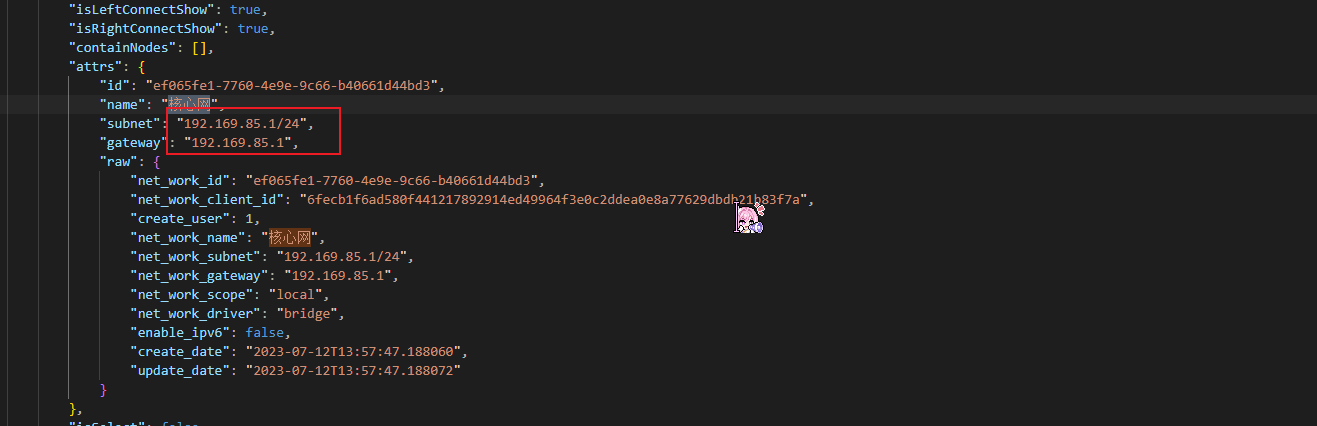 "isLeftConnectShow": true,
"isRightConnectShow": true,
"containNodes": [],
"attrs": {
"id": "ef065fe1-7760-4e9e-9c66-b40661d44bd3",
"name": "核心网",
"subnet": "192.169.85.1/24",
"gateway": "192.169.85.1",
"raw": {
"net_work_id": "ef065fe1-7760-4e9e-9c66-b40661d44bd3",
"net_work_client_id": "6fecb1f6ad580f441217892914ed49964f3e0c2ddea0e8a77629dbdb21b83f7a",
"create_user": 1,
"net_work_name": "核心网",
"net_work_subnet": "192.169.85.1/24",
"net_work_gateway": "192.169.85.1",
"net_work_scope": "local",
"net_work_driver": "bridge",
"enable_ipv6": false,
"create_date": "2023-07-12T13:57:47.188060",
"update_date": "2023-07-12T13:57:47.188072"
}
},